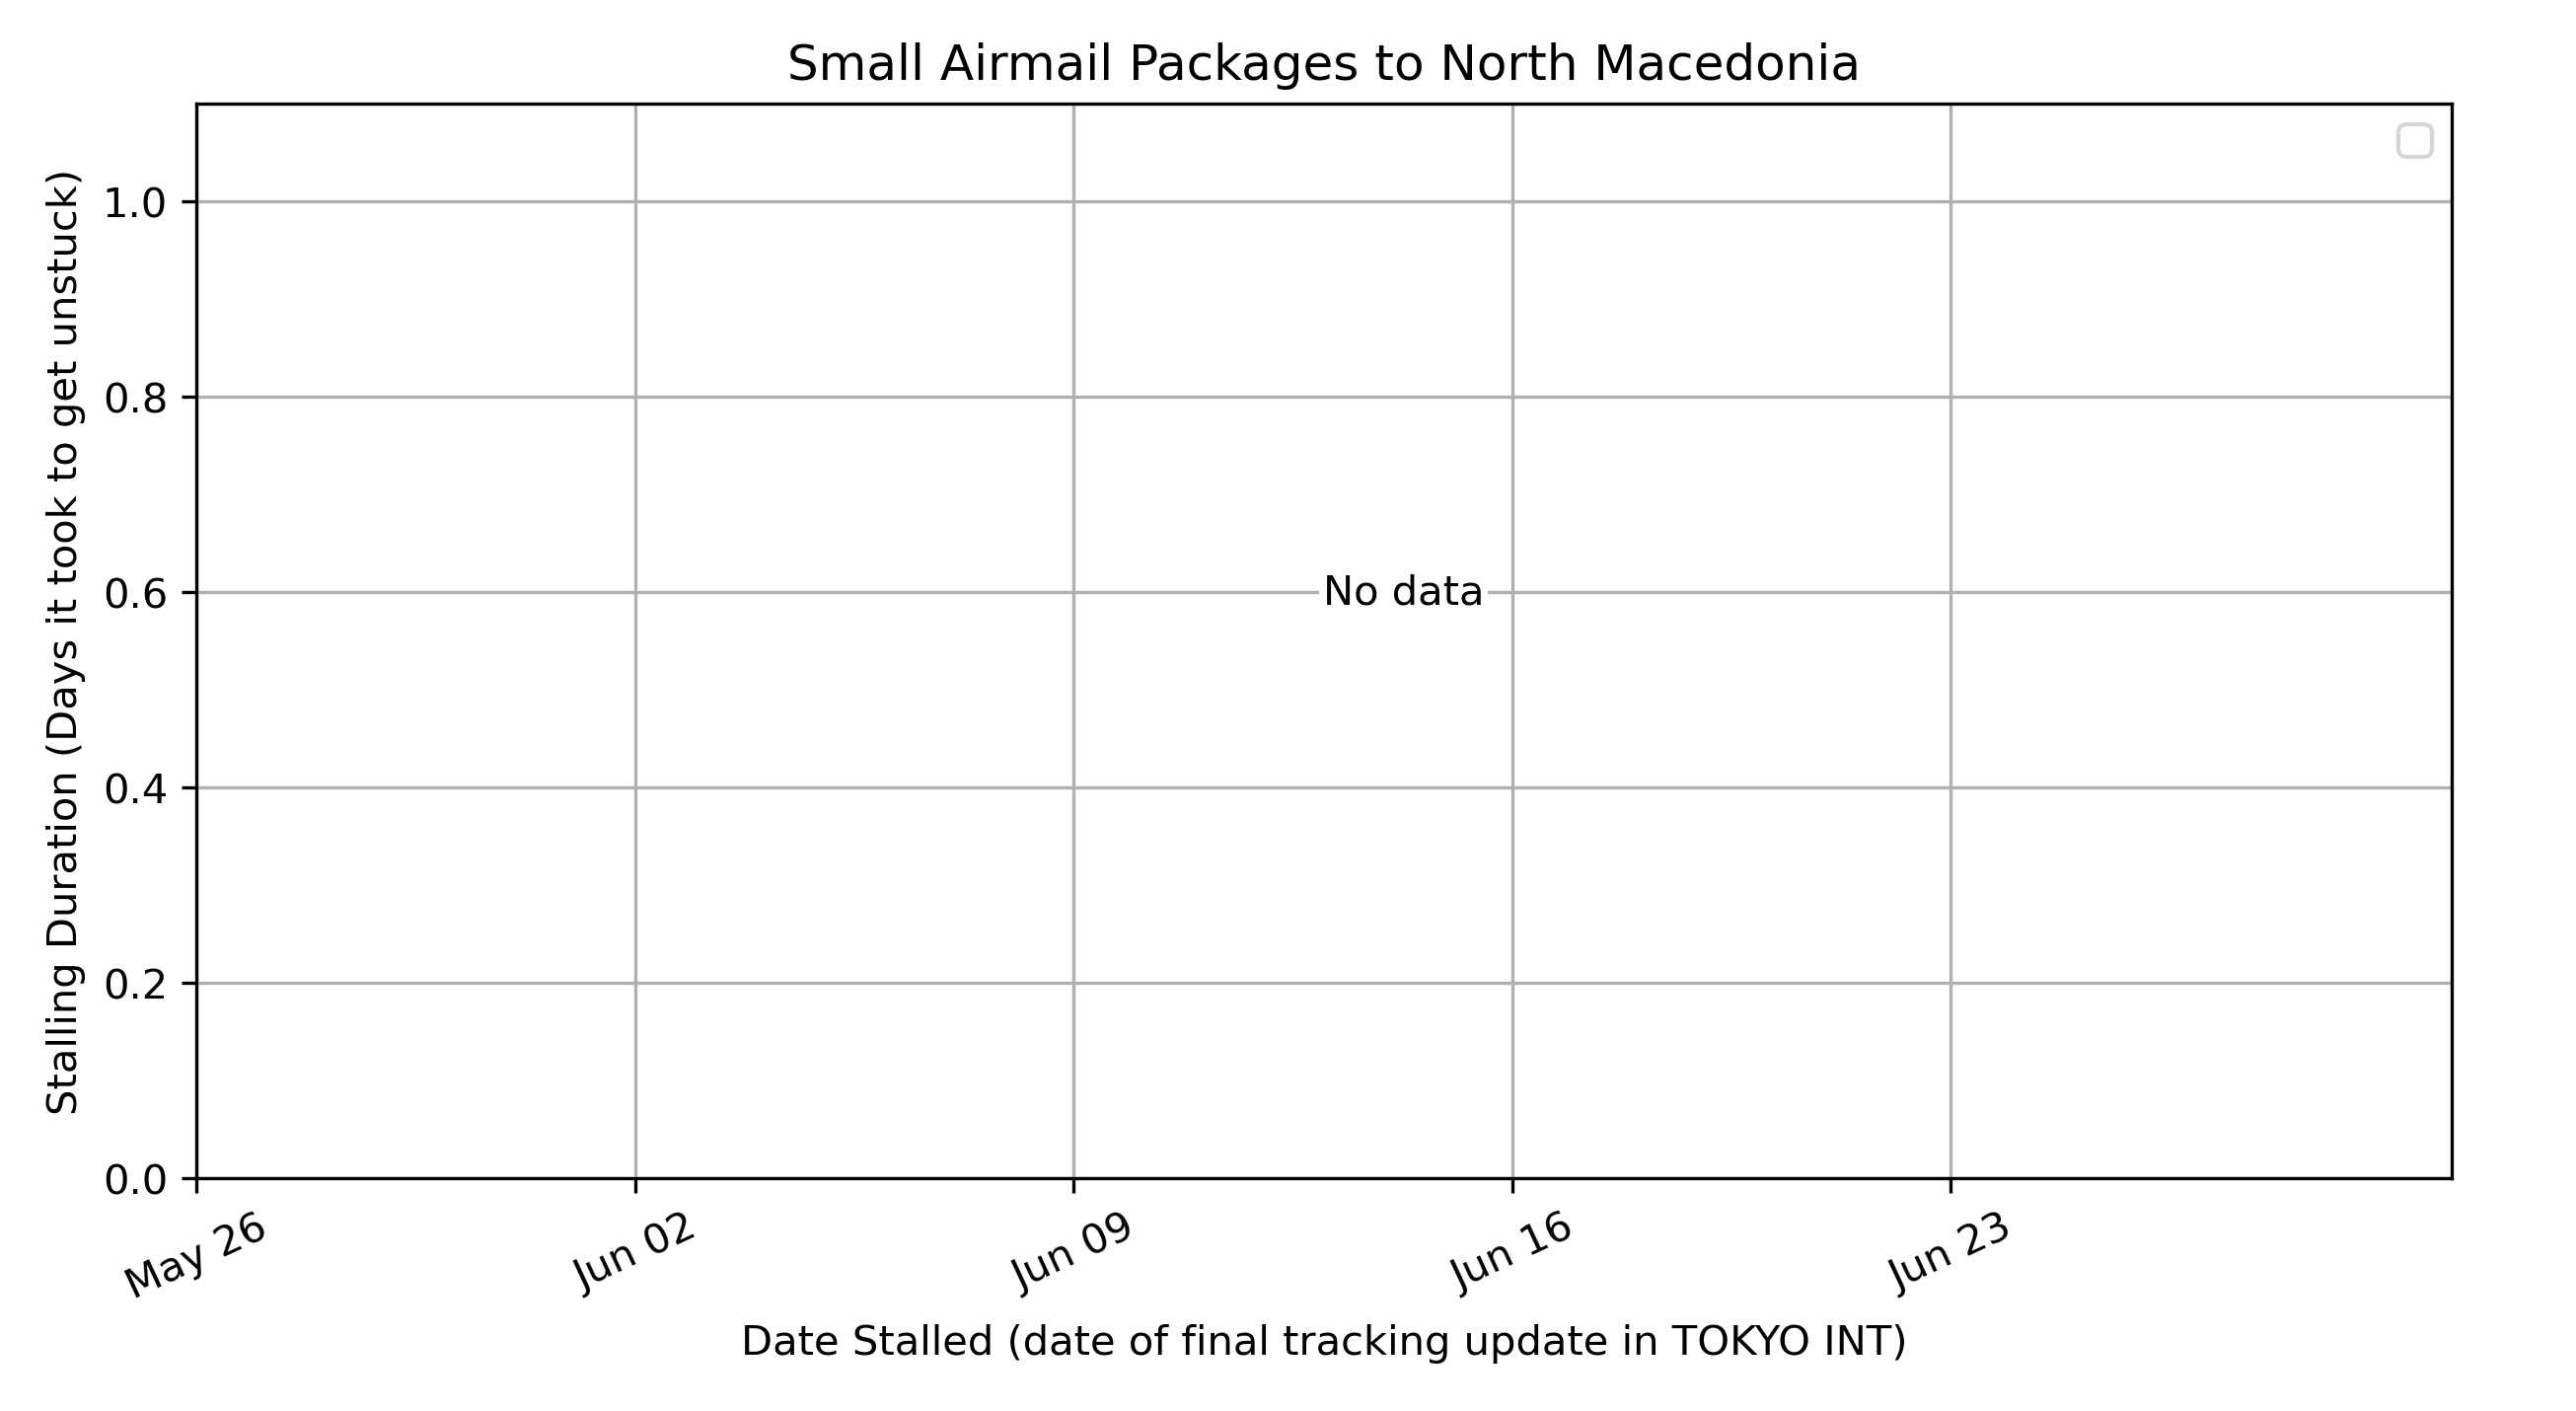 Small Airmail Packages to North Macedonia
Stalling Duration (Days it took to get unstuck)
1.0
0.8
0.6
0.4
0.2
0.0
No data
May 26
Jun 02
Jun 09
Jun 16
Jun 23
Date Stalled (date of final tracking update in TOKYO INT)